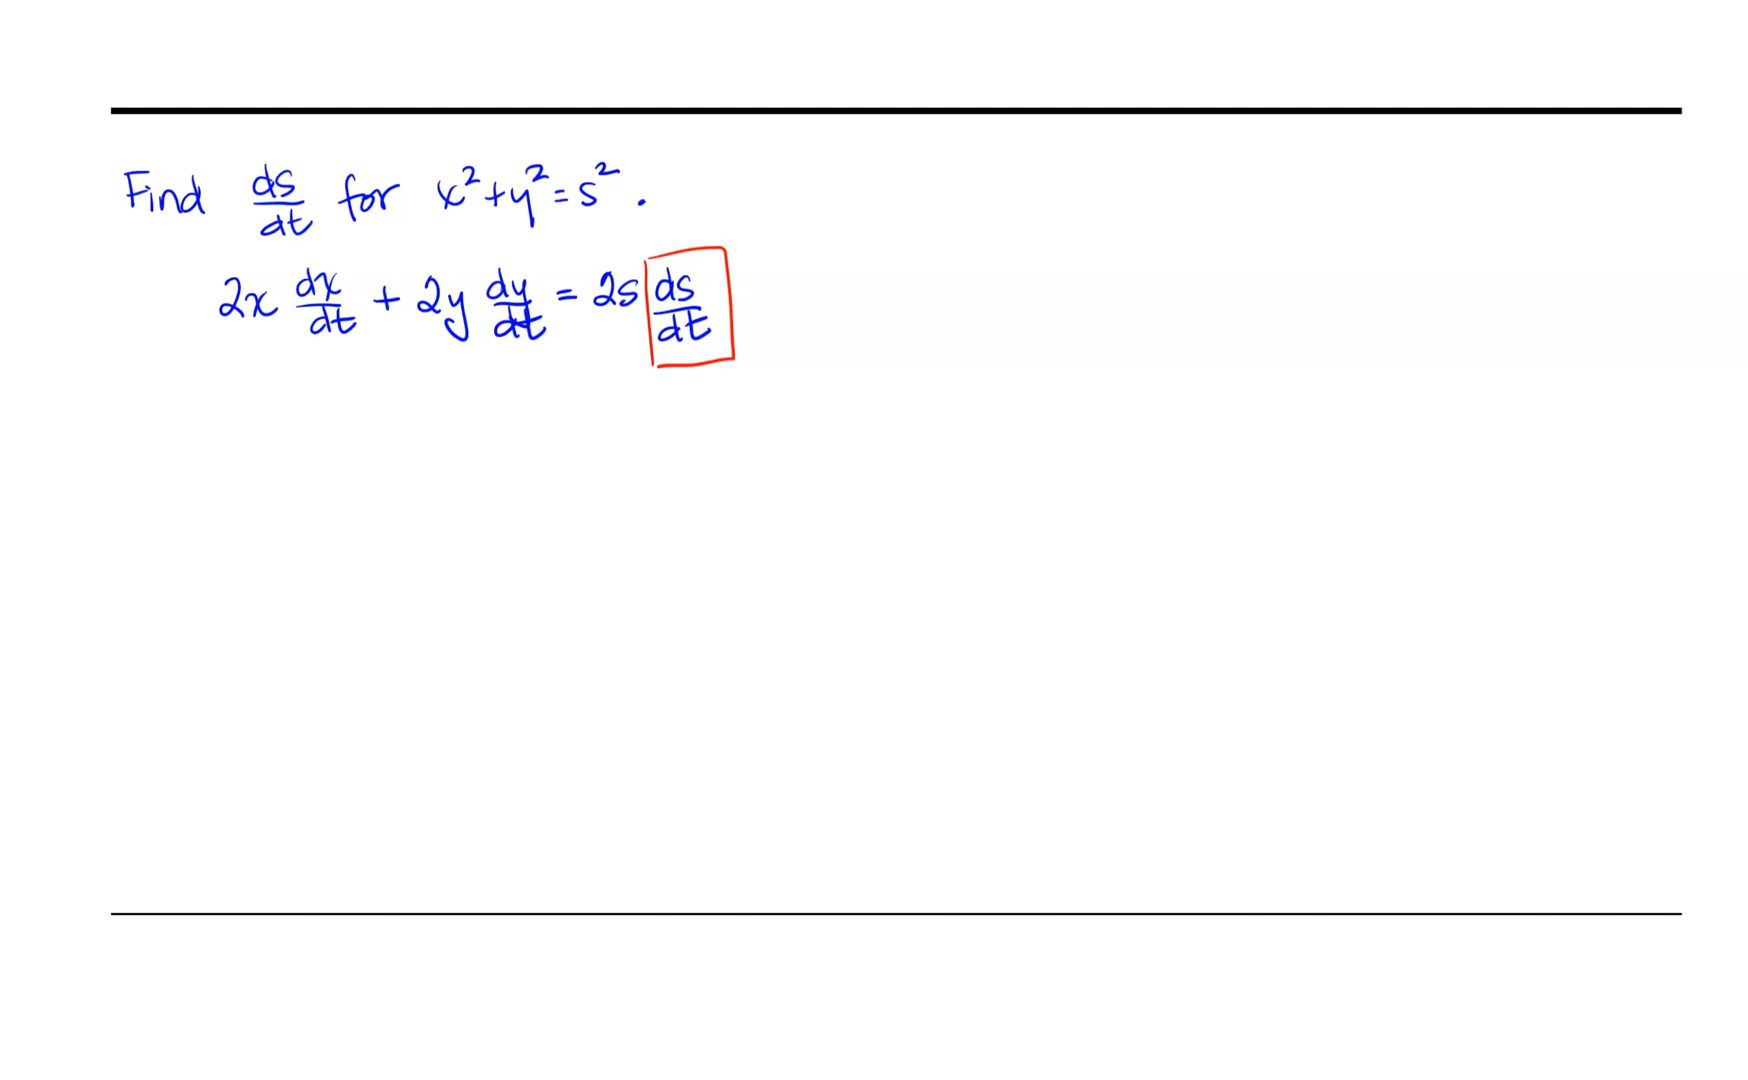 Find ds/dt for x²+y²=s².
2x dx/dt + 2y dy/dt = 2s ds/dt